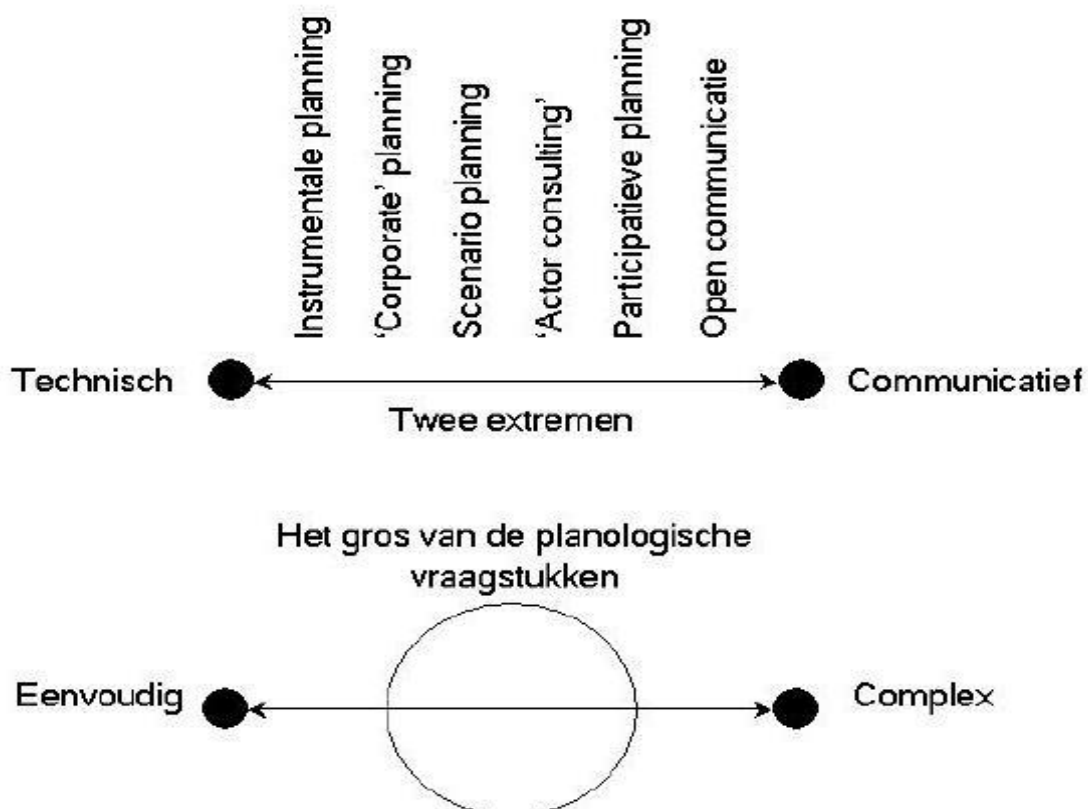 Instrumentale planning
‘Corporate’ planning
Scenario planning
‘Actor consulting’
Participatieve planning
Open communicatie
Technisch
Communicatief
Twee extremen
Het gros van de planologische
vraagstukken
Eenvoudig
Complex